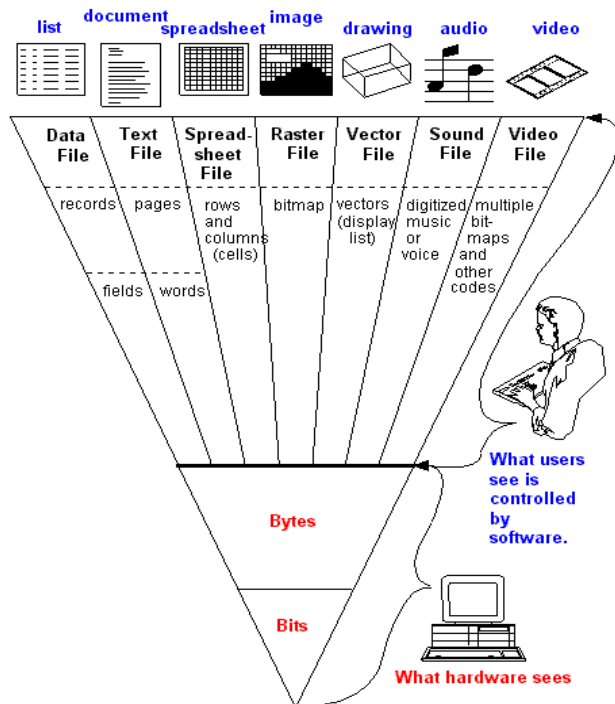 list
document
spreadsheet
image
drawing
audio
video
Data
File
Text
File
Spread-
sheet
File
Raster
File
Vector
File
Sound
File
Video
File
records
pages
rows
and
columns
(cells)
bitmap
vectors
(display
list)
digitized
music
or
voice
multiple
bit-
maps
and
other
codes
fields
words
What users
see is
controlled
by
software.
Bytes
Bits
What hardware sees